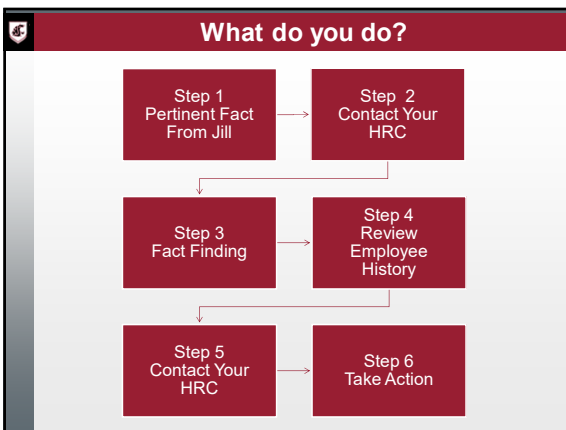 What do you do?
Step 1
Pertinent Fact
From Jill
Step 2
Contact Your
HRC
Step 3
Fact Finding
Step 4
Review
Employee
History
Step 5
Contact Your
HRC
Step 6
Take Action